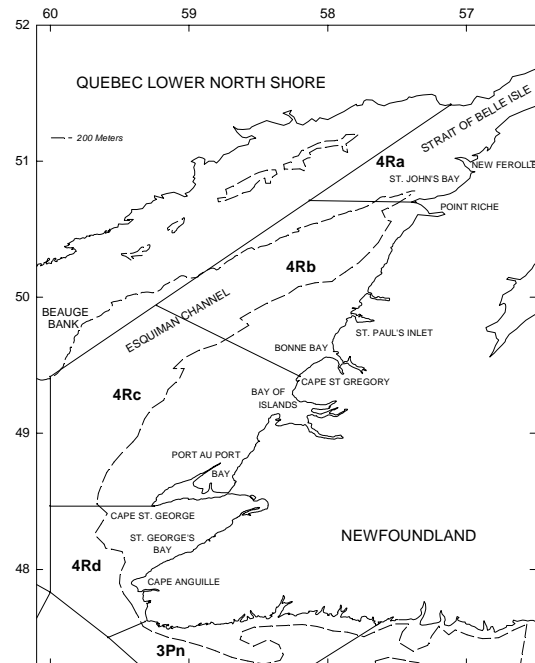 60 59 58 57
52
QUEBEC LOWER NORTH SHORE
200 Meters
STRAIT OF BELLE ISLE
51
4Ra
NEW FEROLLE
ST. JOHN'S BAY
POINT RICHE
4Rb
50
ESQUIMAN CHANNEL
BEAUGE
BANK
ST. PAUL'S INLET
BONNE BAY
CAPE ST GREGORY
4Rc
BAY OF
ISLANDS
49
PORT AU PORT
BAY
CAPE ST. GEORGE
ST. GEORGE'S
BAY
NEWFOUNDLAND
48
4Rd
CAPE ANGUILLE
3Pn